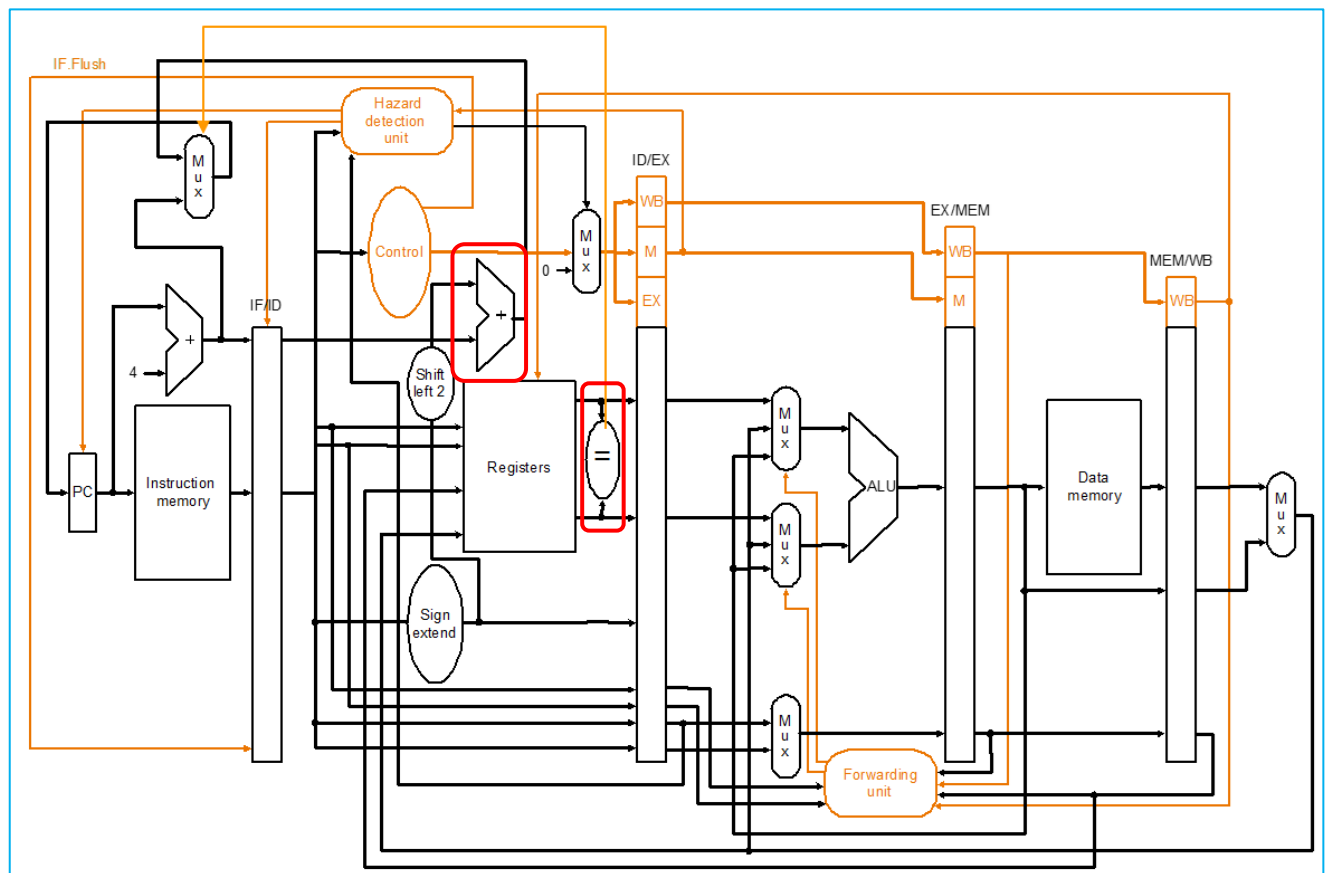 IF.Flush
Hazard
detection
unit
M
u
x
ID/EX
WB
M
EX
EX/MEM
WB
M
MEM/WB
WB
Control
M
u
x
0
IF/ID
+
+
4
Shift
left 2
PC
Instruction
memory
Registers
=
M
u
x
ALU
Data
memory
M
u
x
M
u
x
Sign
extend
M
u
x
Forwarding
unit